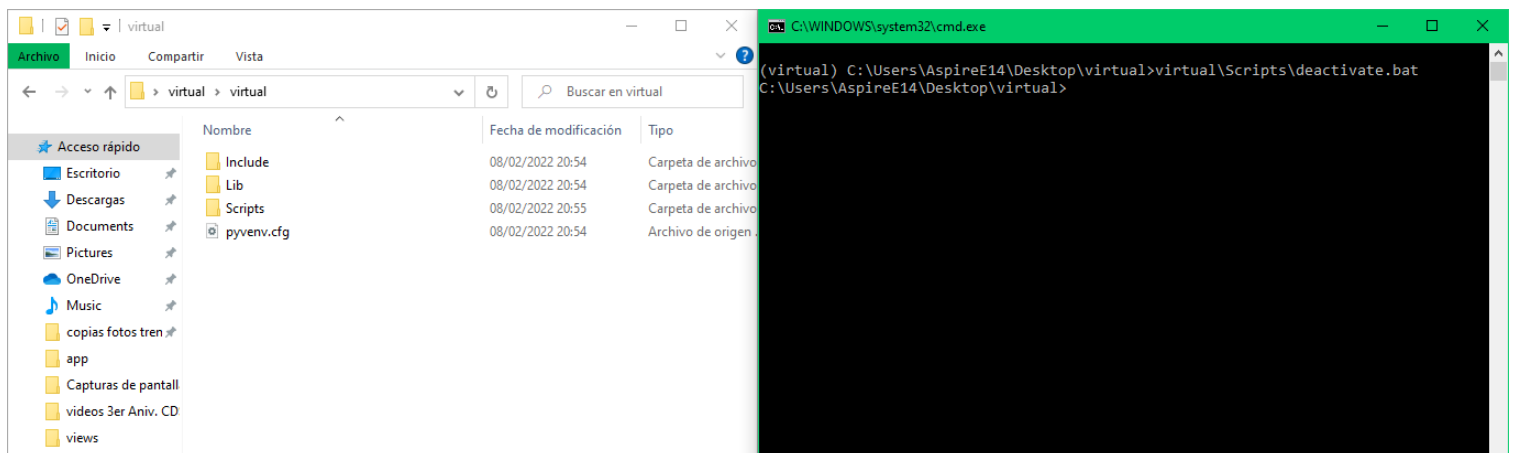 virtual
C:\WINDOWS\system32\cmd.exe
Archivo Inicio Compartir Vista
(virtual) C:\Users\AspireE14\Desktop\virtual>virtual\Scripts\deactivate.bat
C:\Users\AspireE14\Desktop\virtual>
virtual > virtual
Buscar en virtual
Nombre Fecha de modificación Tipo
Acceso rápido
Include 08/02/2022 20:54 Carpeta de archivo
Escritorio
Lib 08/02/2022 20:54 Carpeta de archivo
Descargas
Scripts 08/02/2022 20:55 Carpeta de archivo
Documents
pyvenv.cfg 08/02/2022 20:54 Archivo de origen .
Pictures
OneDrive
Music
copias fotos tren
app
Capturas de pantall
videos 3er Aniv. CD
views